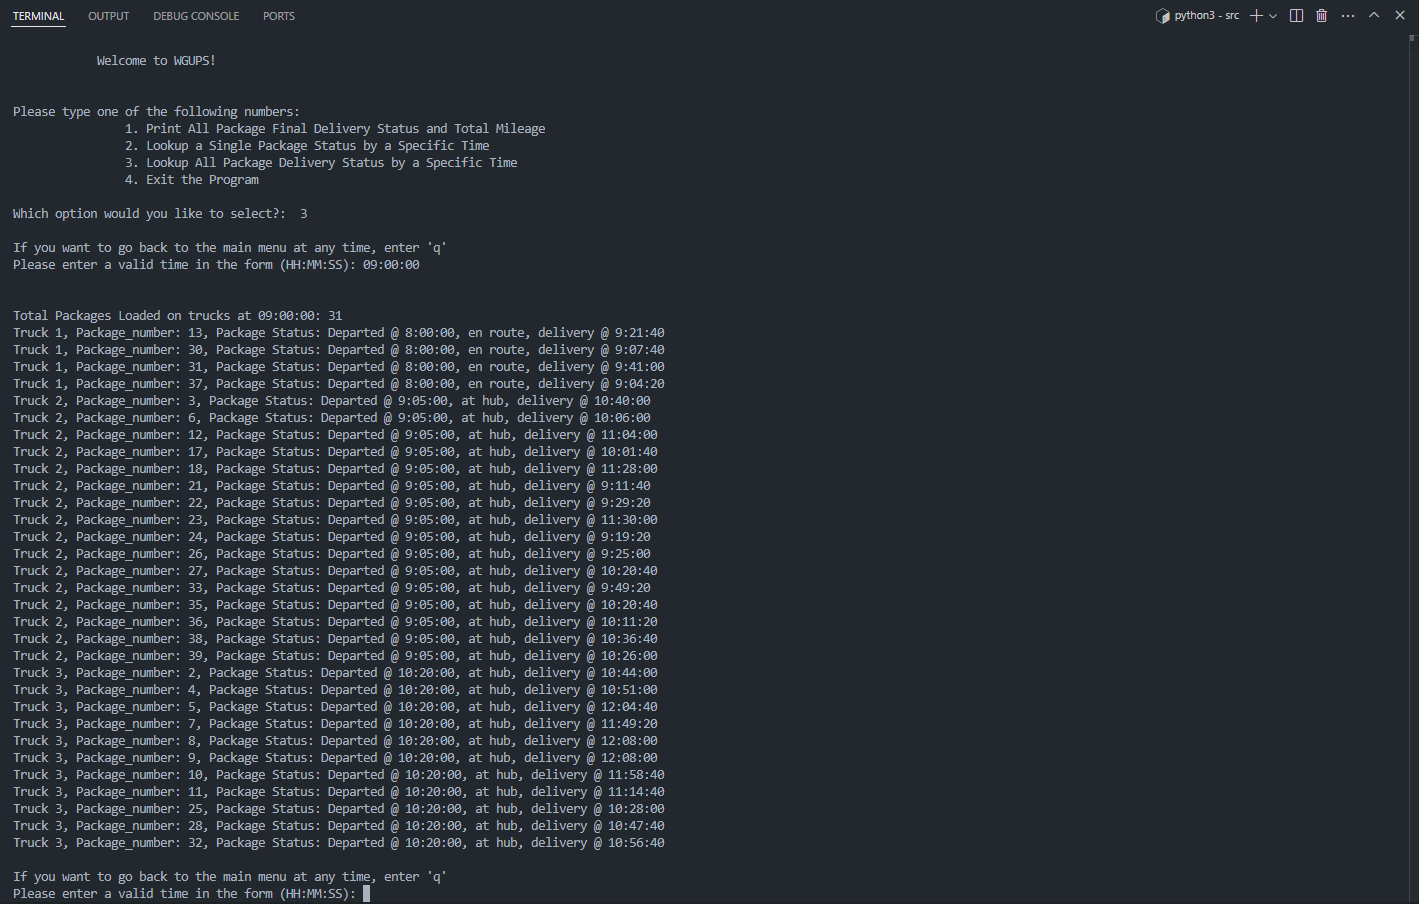 TERMINAL OUTPUT DEBUG CONSOLE PORTS python3 - src
Welcome to WGUPS!
Please type one of the following numbers:
1. Print All Package Final Delivery Status and Total Mileage
2. Lookup a Single Package Status by a Specific Time
3. Lookup All Package Delivery Status by a Specific Time
4. Exit the Program
Which option would you like to select?:  3
If you want to go back to the main menu at any time, enter 'q'
Please enter a valid time in the form (HH:MM:SS): 09:00:00
Total Packages Loaded on trucks at 09:00:00: 31
Truck 1, Package_number: 13, Package Status: Departed @ 8:00:00, en route, delivery @ 9:21:40
Truck 1, Package_number: 30, Package Status: Departed @ 8:00:00, en route, delivery @ 9:07:40
Truck 1, Package_number: 31, Package Status: Departed @ 8:00:00, en route, delivery @ 9:41:00
Truck 1, Package_number: 37, Package Status: Departed @ 8:00:00, en route, delivery @ 9:04:20
Truck 2, Package_number: 3, Package Status: Departed @ 9:05:00, at hub, delivery @ 10:40:00
Truck 2, Package_number: 6, Package Status: Departed @ 9:05:00, at hub, delivery @ 10:06:00
Truck 2, Package_number: 12, Package Status: Departed @ 9:05:00, at hub, delivery @ 11:04:00
Truck 2, Package_number: 17, Package Status: Departed @ 9:05:00, at hub, delivery @ 10:01:40
Truck 2, Package_number: 18, Package Status: Departed @ 9:05:00, at hub, delivery @ 11:28:00
Truck 2, Package_number: 21, Package Status: Departed @ 9:05:00, at hub, delivery @ 9:11:40
Truck 2, Package_number: 22, Package Status: Departed @ 9:05:00, at hub, delivery @ 9:29:20
Truck 2, Package_number: 23, Package Status: Departed @ 9:05:00, at hub, delivery @ 11:30:00
Truck 2, Package_number: 24, Package Status: Departed @ 9:05:00, at hub, delivery @ 9:19:20
Truck 2, Package_number: 26, Package Status: Departed @ 9:05:00, at hub, delivery @ 9:25:00
Truck 2, Package_number: 27, Package Status: Departed @ 9:05:00, at hub, delivery @ 10:20:40
Truck 2, Package_number: 33, Package Status: Departed @ 9:05:00, at hub, delivery @ 9:49:20
Truck 2, Package_number: 35, Package Status: Departed @ 9:05:00, at hub, delivery @ 10:20:40
Truck 2, Package_number: 36, Package Status: Departed @ 9:05:00, at hub, delivery @ 10:11:20
Truck 2, Package_number: 38, Package Status: Departed @ 9:05:00, at hub, delivery @ 10:36:40
Truck 2, Package_number: 39, Package Status: Departed @ 9:05:00, at hub, delivery @ 10:26:00
Truck 3, Package_number: 2, Package Status: Departed @ 10:20:00, at hub, delivery @ 10:44:00
Truck 3, Package_number: 4, Package Status: Departed @ 10:20:00, at hub, delivery @ 10:51:00
Truck 3, Package_number: 5, Package Status: Departed @ 10:20:00, at hub, delivery @ 12:04:40
Truck 3, Package_number: 7, Package Status: Departed @ 10:20:00, at hub, delivery @ 11:49:20
Truck 3, Package_number: 8, Package Status: Departed @ 10:20:00, at hub, delivery @ 12:08:00
Truck 3, Package_number: 9, Package Status: Departed @ 10:20:00, at hub, delivery @ 12:08:00
Truck 3, Package_number: 10, Package Status: Departed @ 10:20:00, at hub, delivery @ 11:58:40
Truck 3, Package_number: 11, Package Status: Departed @ 10:20:00, at hub, delivery @ 11:14:40
Truck 3, Package_number: 25, Package Status: Departed @ 10:20:00, at hub, delivery @ 10:28:00
Truck 3, Package_number: 28, Package Status: Departed @ 10:20:00, at hub, delivery @ 10:47:40
Truck 3, Package_number: 32, Package Status: Departed @ 10:20:00, at hub, delivery @ 10:56:40
If you want to go back to the main menu at any time, enter 'q'
Please enter a valid time in the form (HH:MM:SS):